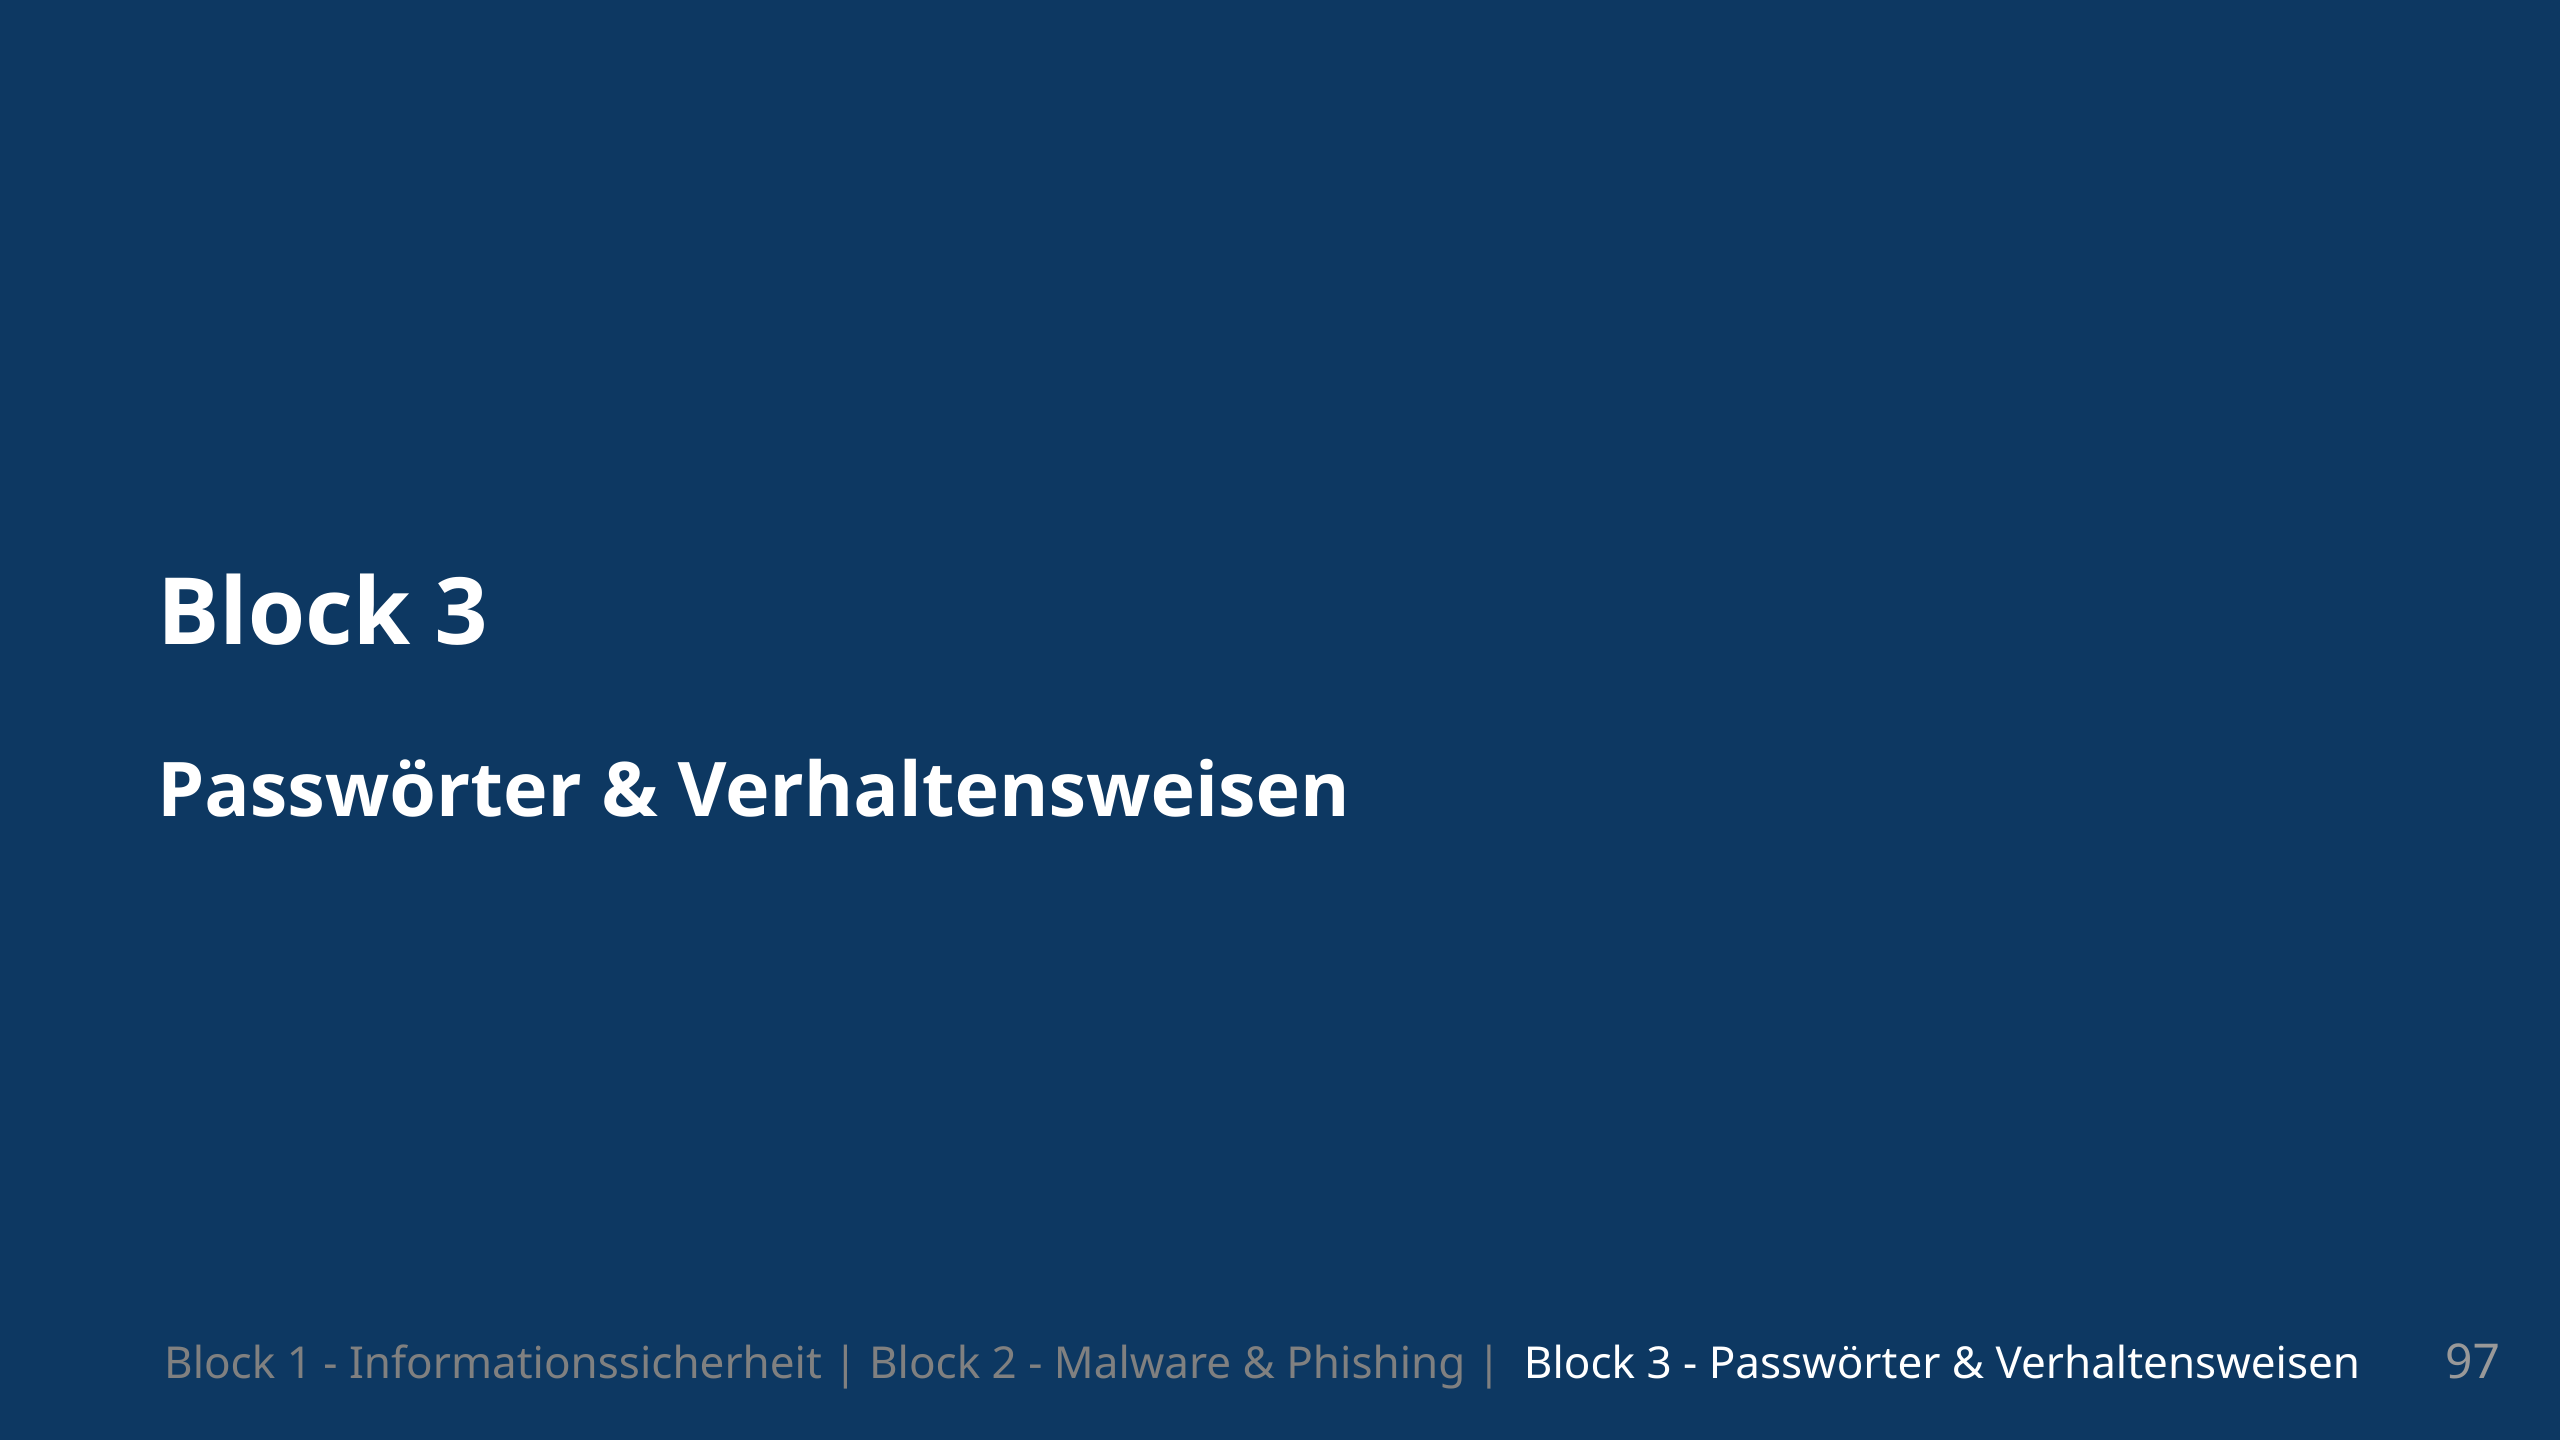 Block 3
Passwörter & Verhaltensweisen
Block 1 - Informationssicherheit | Block 2 - Malware & Phishing | Block 3 - Passwörter & Verhaltensweisen 97